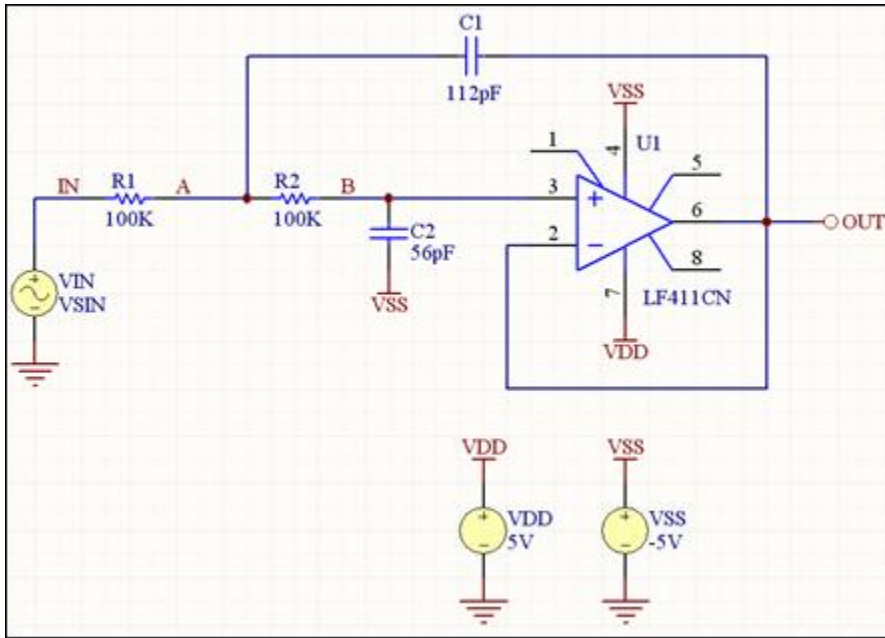 C1
112pF
VSS
U1
1
4
5
IN
R1
A
R2
B
3
100K
100K
C2
56pF
2
6
OUT
8
VIN
VSIN
VSS
7
LF411CN
VDD
VDD
VSS
VDD
5V
VSS
-5V